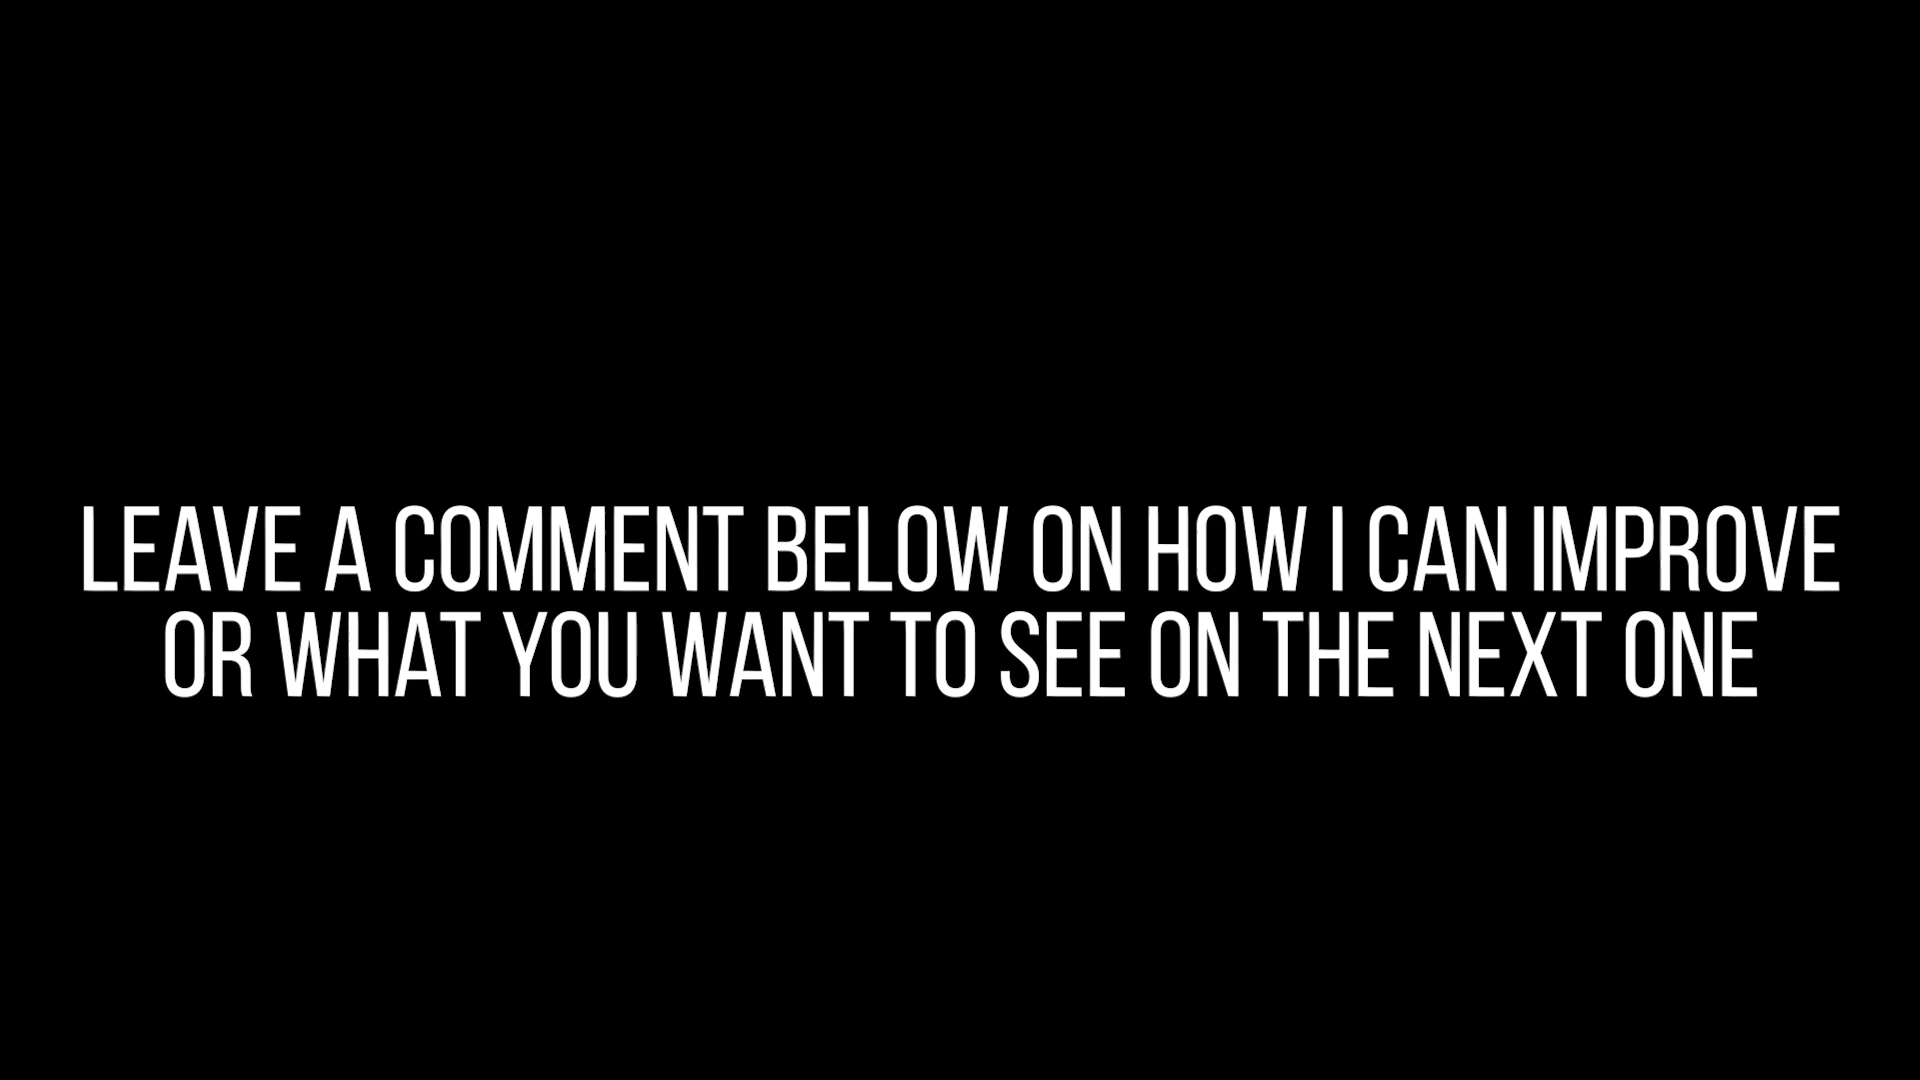 LEAVE A COMMENT BELOW ON HOW I CAN IMPROVE
OR WHAT YOU WANT TO SEE ON THE NEXT ONE